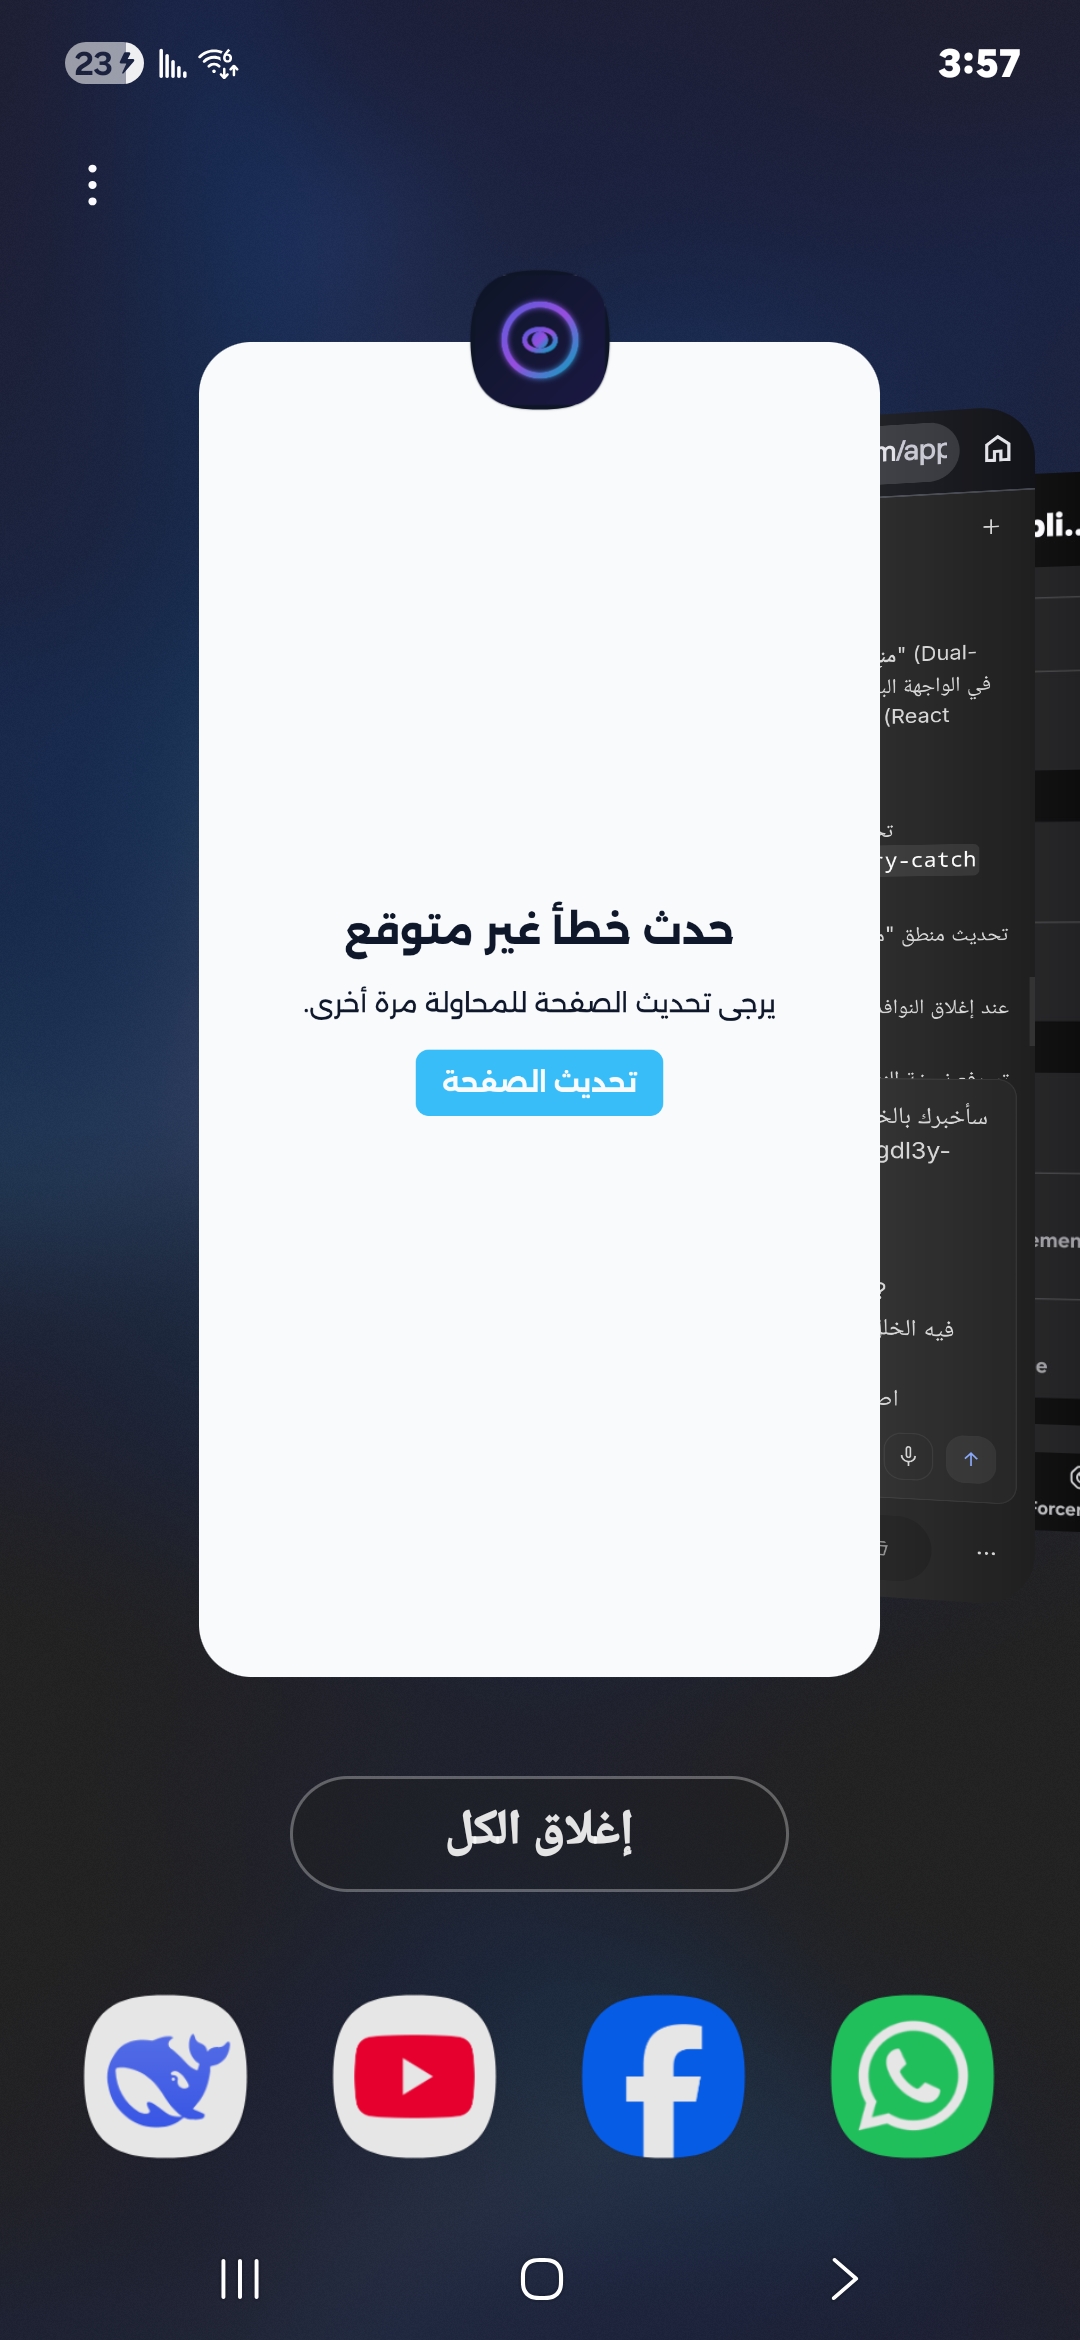 23
6
3:57
حدث خطأ غير متوقع
يرجى تحديث الصفحة للمحاولة مرة أخرى.
تحديث الصفحة
m/app
+
(Dual-
في الواجهة
(React
y-catch
تحديث منطق
عند إغلاق
سأخبرك
gdl3y-
?
فيه
...
إغلاق الكل